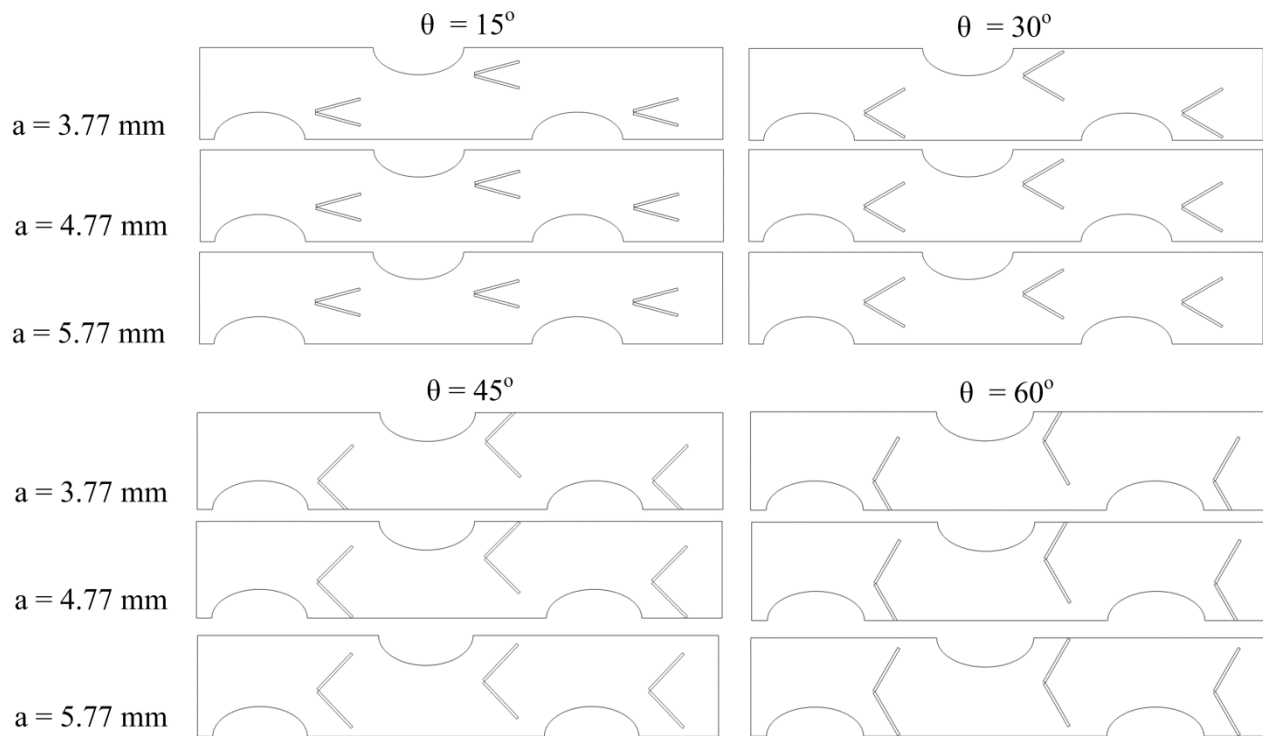 θ = 15°
θ = 30°
a = 3.77 mm
a = 4.77 mm
a = 5.77 mm
θ = 45°
θ = 60°
a = 3.77 mm
a = 4.77 mm
a = 5.77 mm